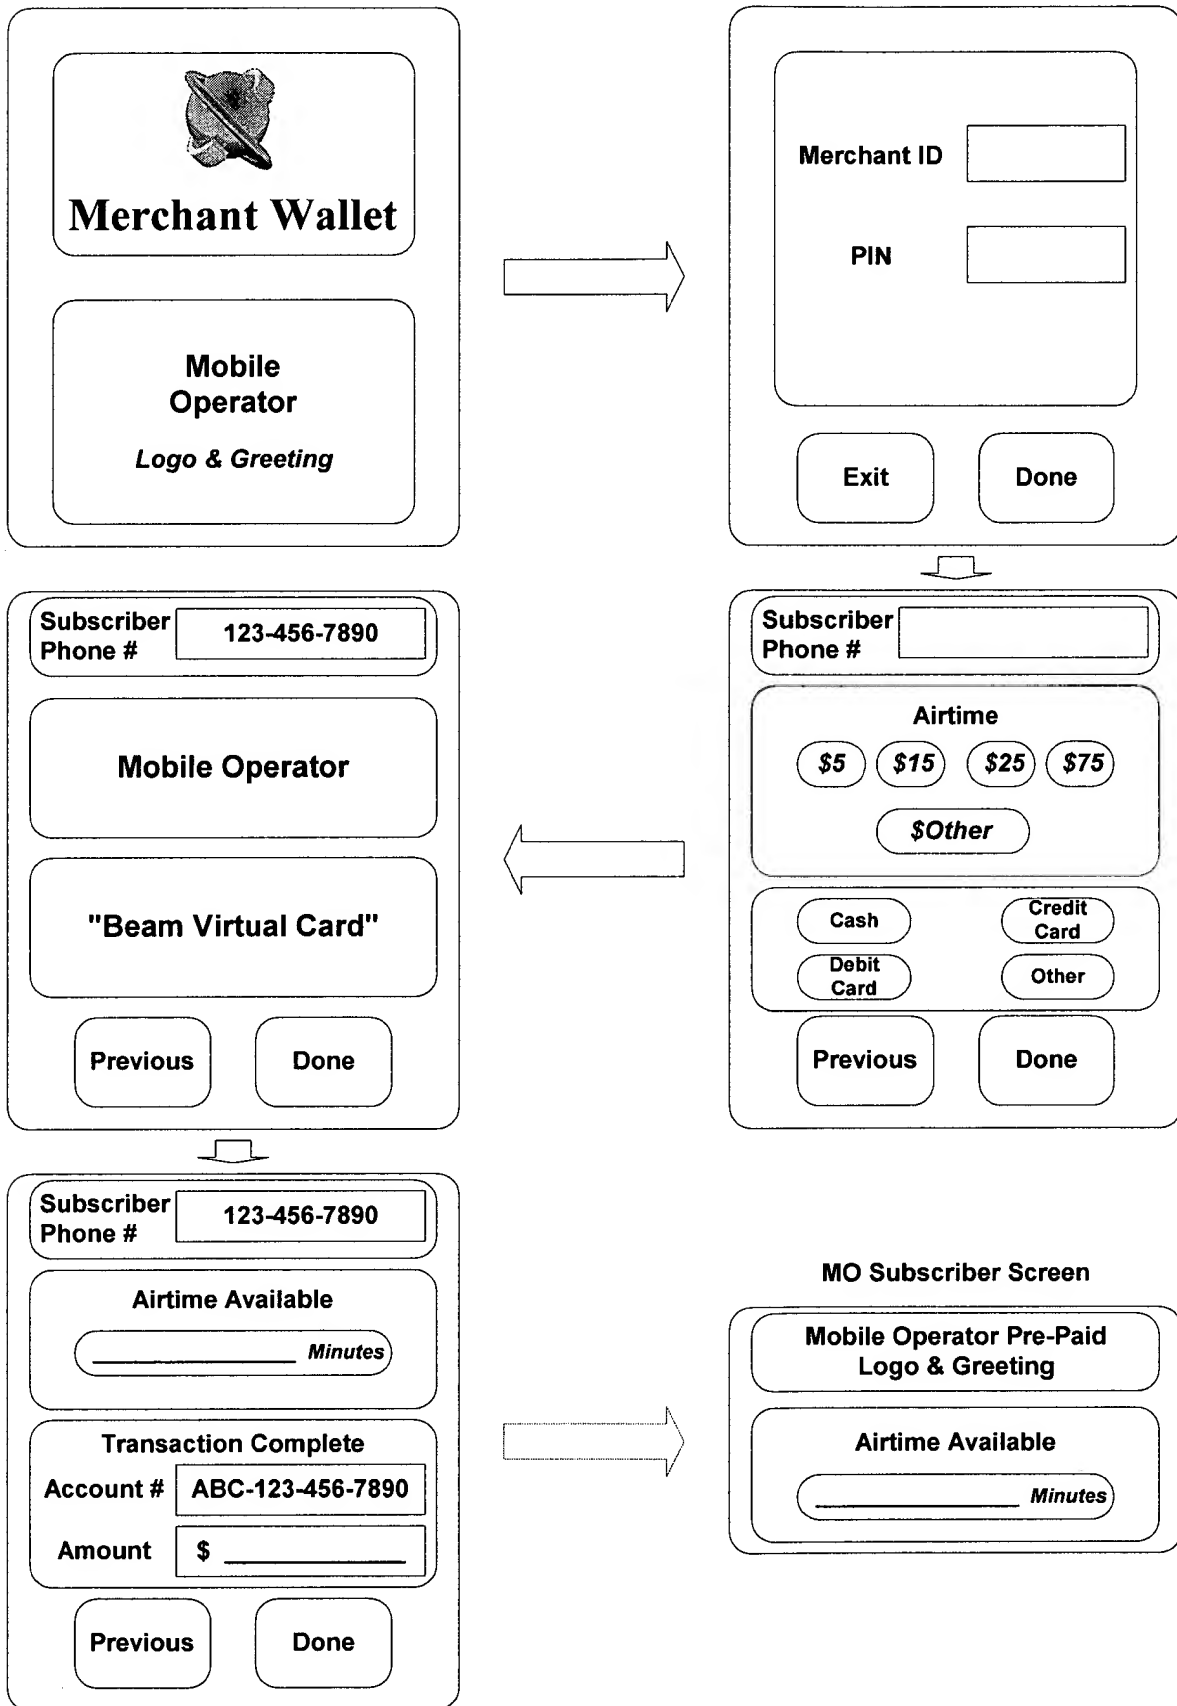 Merchant Wallet
Mobile
Operator
Logo & Greeting
Merchant ID
PIN
Exit
Done
Subscriber
Phone #
Airtime
$5
$15
$25
$75
$Other
Cash
Credit
Card
Debit
Card
Other
Previous
Done
Subscriber
Phone #
123-456-7890
Mobile Operator
"Beam Virtual Card"
Previous
Done
Subscriber
Phone #
123-456-7890
Airtime Available
Minutes
Transaction Complete
Account #
ABC-123-456-7890
Amount
$
Previous
Done
MO Subscriber Screen
Mobile Operator Pre-Paid
Logo & Greeting
Airtime Available
Minutes